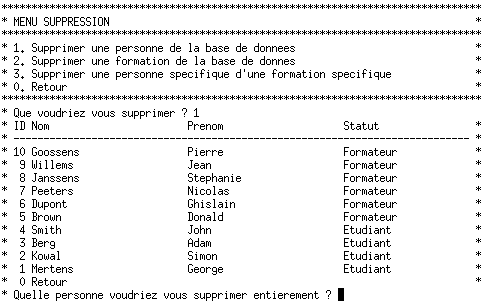 ********************************************************************************
* MENU SUPPRESSION *
********************************************************************************
* 1. Supprimer une personne de la base de donnees *
* 2. Supprimer une formation de la base de donnes *
* 3. Supprimer une personne specifique d'une formation specifique *
* 0. Retour *
********************************************************************************
* Que voudriez vous supprimer ? 1
* ID Nom Prenom Statut *
* ---------------------------------------------------------------------------- *
* 10 Goossens Pierre Formateur *
* 9 Willems Jean Formateur *
* 8 Janssens Stephanie Formateur *
* 7 Peeters Nicolas Formateur *
* 6 Dupont Ghislain Formateur *
* 5 Brown Donald Formateur *
* 4 Smith John Etudiant *
* 3 Berg Adam Etudiant *
* 2 Kowal Simon Etudiant *
* 1 Mertens George Etudiant *
* 0 Retour *
* Quelle personne voudriez vous supprimer entierement ?